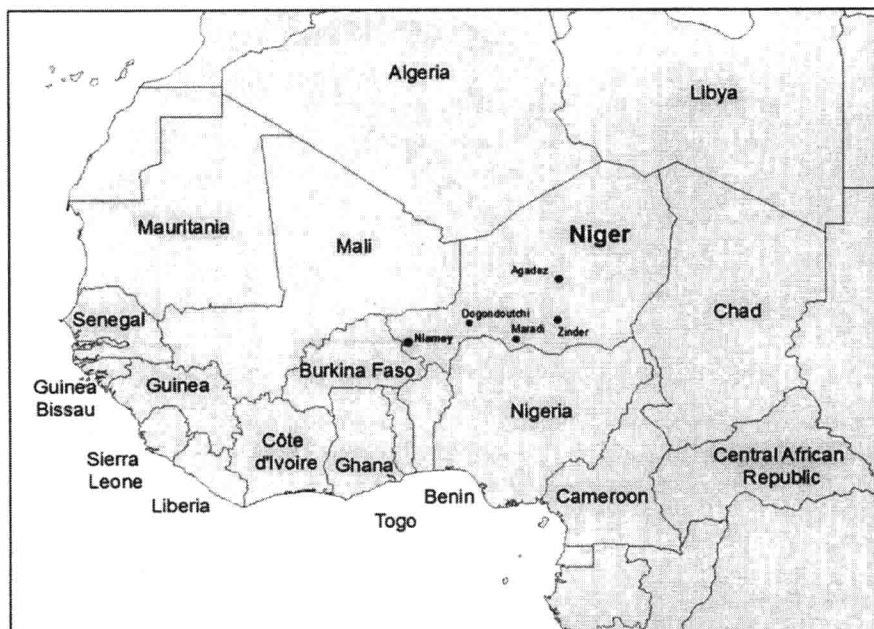 Algeria
Libya
Mauritania
Mali
Niger
Agadez
Chad
Senegal
Dogondoutchi
Maradi
Zinder
Niamey
Burkina Faso
Guinea
Bissau
Guinea
Nigeria
Côte
d'Ivoire
Ghana
Central African
Republic
Sierra
Leone
Liberia
Benin
Togo
Cameroon